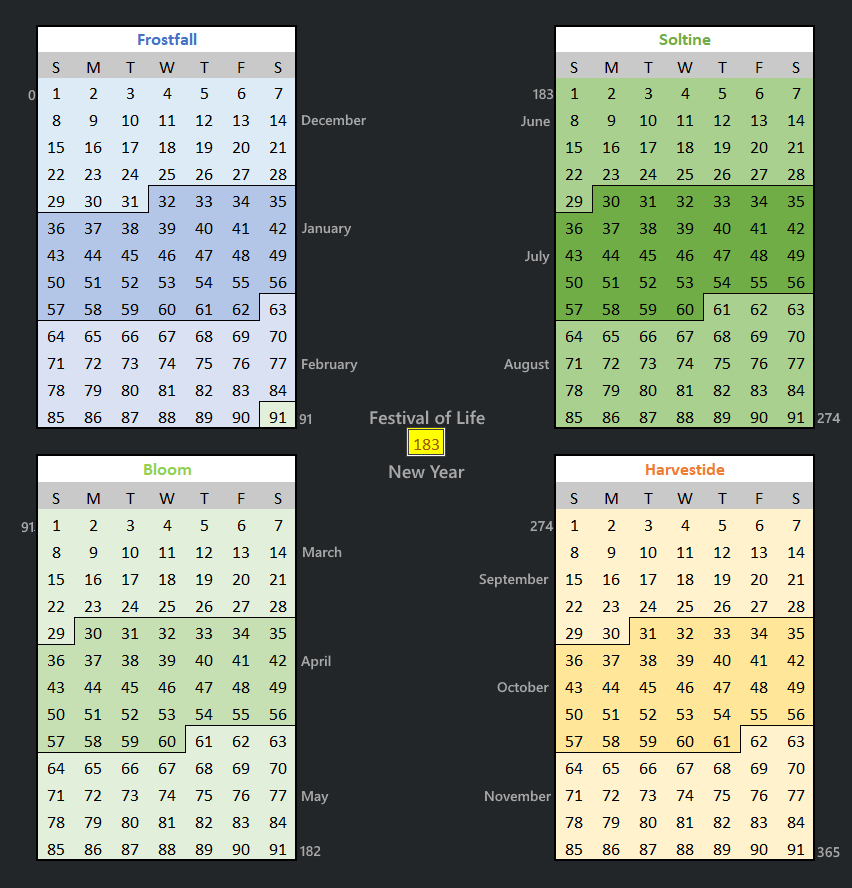 Frostfall
S M T W T F S
0 1 2 3 4 5 6 7
8 9 10 11 12 13 14 December
15 16 17 18 19 20 21
22 23 24 25 26 27 28
29 30 31 32 33 34 35
36 37 38 39 40 41 42 January
43 44 45 46 47 48 49
50 51 52 53 54 55 56
57 58 59 60 61 62 63
64 65 66 67 68 69 70
71 72 73 74 75 76 77 February
78 79 80 81 82 83 84
85 86 87 88 89 90 91 91
Soltine
S M T W T F S
183 1 2 3 4 5 6 7
June 8 9 10 11 12 13 14
15 16 17 18 19 20 21
22 23 24 25 26 27 28
29 30 31 32 33 34 35
36 37 38 39 40 41 42
July 43 44 45 46 47 48 49
50 51 52 53 54 55 56
57 58 59 60 61 62 63
64 65 66 67 68 69 70
August 71 72 73 74 75 76 77
78 79 80 81 82 83 84
85 86 87 88 89 90 91 274
Festival of Life
183
New Year
Bloom
S M T W T F S
91 1 2 3 4 5 6 7
8 9 10 11 12 13 14 March
15 16 17 18 19 20 21
22 23 24 25 26 27 28
29 30 31 32 33 34 35
36 37 38 39 40 41 42 April
43 44 45 46 47 48 49
50 51 52 53 54 55 56
57 58 59 60 61 62 63
64 65 66 67 68 69 70
71 72 73 74 75 76 77 May
78 79 80 81 82 83 84
85 86 87 88 89 90 91 182
Harvestide
S M T W T F S
274 1 2 3 4 5 6 7
8 9 10 11 12 13 14
September 15 16 17 18 19 20 21
22 23 24 25 26 27 28
29 30 31 32 33 34 35
36 37 38 39 40 41 42
October 43 44 45 46 47 48 49
50 51 52 53 54 55 56
57 58 59 60 61 62 63
64 65 66 67 68 69 70
November 71 72 73 74 75 76 77
78 79 80 81 82 83 84
85 86 87 88 89 90 91 365